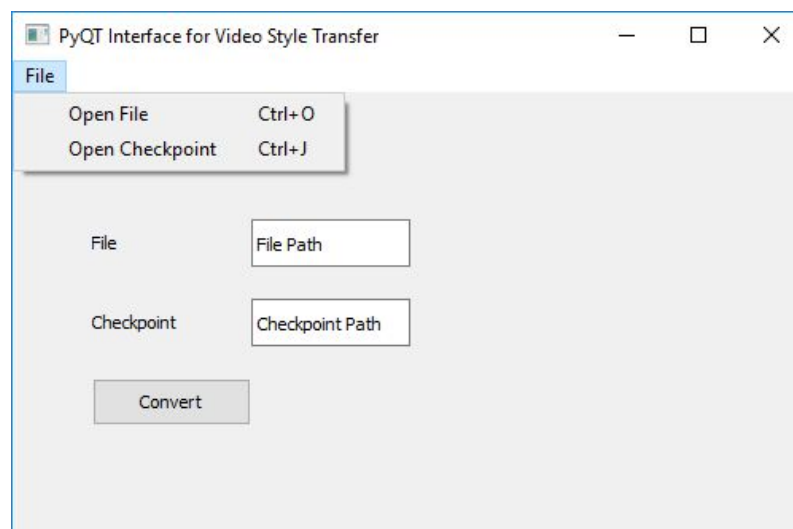 PyQT Interface for Video Style Transfer
File
Open File Ctrl+O
Open Checkpoint Ctrl+J
File File Path
Checkpoint Checkpoint Path
Convert